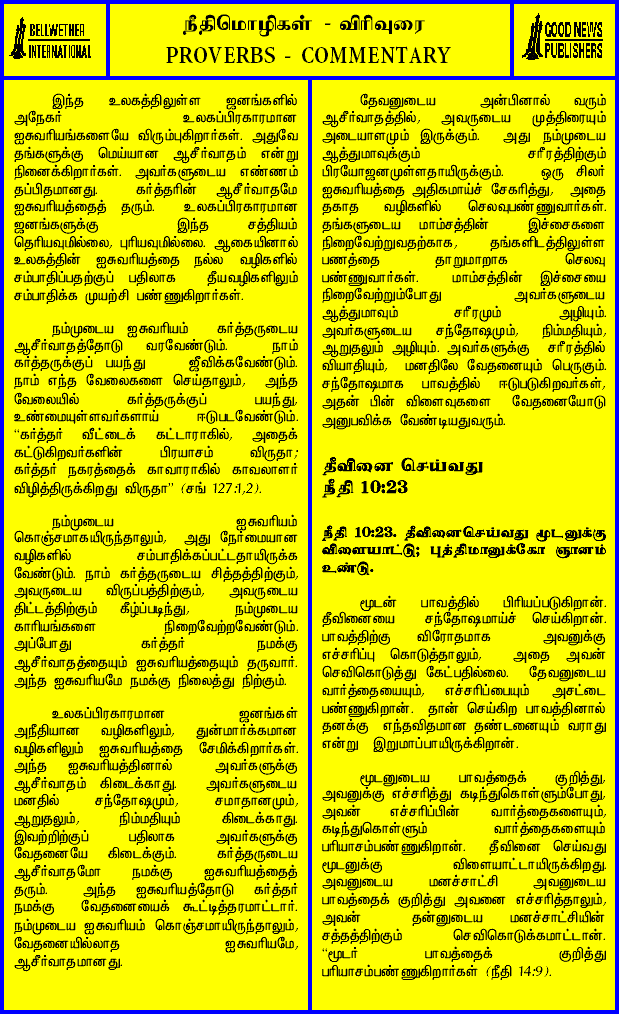 BELLWETHER
INTERNATIONAL
நீதிமொழிகள் - விரிவுரை
PROVERBS - COMMENTARY
GOOD NEWS
PUBLISHERS
இந்த உலகத்திலுள்ள ஜனங்களில்
அநேகர் உலகப்பிரகாரமான
ஐசுவரியங்களையே விரும்புகிறார்கள். அதுவே
தங்களுக்கு மெய்யான ஆசீர்வாதம் என்று
நினைக்கிறார்கள். அவர்களுடைய எண்ணம்
தப்பிதமானது. கர்த்தரின் ஆசீர்வாதமே
ஐசுவரியத்தைத் தரும். உலகப்பிரகாரமான
ஜனங்களுக்கு இந்த சத்தியம்
தெரியவுமில்லை, புரியவுமில்லை. ஆகையினால்
உலகத்தின் ஐசுவரியத்தை நல்ல வழிகளில்
சம்பாதிப்பதற்குப் பதிலாக தீயவழிகளிலும்
சம்பாதிக்க முயற்சி பண்ணுகிறார்கள்.
நம்முடைய ஐசுவரியம் கர்த்தருடைய
ஆசீர்வாதத்தோடு வரவேண்டும். நாம்
கர்த்தருக்குப் பயந்து ஜீவிக்கவேண்டும்.
நாம் எந்த வேலைகளை செய்தாலும், அந்த
வேலையில் கர்த்தருக்குப் பயந்து,
உண்மையுள்ளவர்களாய் ஈடுபடவேண்டும்.
“கர்த்தர் வீட்டைக் கட்டாராகில், அதைக்
கட்டுகிறவர்களின் பிரயாசம் விருதா;
கர்த்தர் நகரத்தைக் காவாராகில் காவலாளர்
விழித்திருக்கிறது விருதா” (சங் 127:1,2).
நம்முடைய ஐசுவரியம்
கொஞ்சமாகயிருந்தாலும், அது நேர்மையான
வழிகளில் சம்பாதிக்கப்பட்டதாயிருக்க
வேண்டும். நாம் கர்த்தருடைய சித்தத்திற்கும்,
அவருடைய விருப்பத்திற்கும், அவருடைய
திட்டத்திற்கும் கீழ்ப்படிந்து, நம்முடைய
காரியங்களை நிறைவேற்றவேண்டும்.
அப்போது கர்த்தர் நமக்கு
ஆசீர்வாதத்தையும் ஐசுவரியத்தையும் தருவார்.
அந்த ஐசுவரியமே நமக்கு நிலைத்து நிற்கும்.
உலகப்பிரகாரமான ஜனங்கள்
அநீதியான வழிகளிலும், துன்மார்க்கமான
வழிகளிலும் ஐசுவரியத்தை சேமிக்கிறார்கள்.
அந்த ஐசுவரியத்தினால் அவர்களுக்கு
ஆசீர்வாதம் கிடைக்காது. அவர்களுடைய
மனதில் சந்தோஷமும், சமாதானமும்,
ஆறுதலும், நிம்மதியும் கிடைக்காது.
இவற்றிற்குப் பதிலாக அவர்களுக்கு
வேதனையே கிடைக்கும். கர்த்தருடைய
ஆசீர்வாதமோ நமக்கு ஐசுவரியத்தைத்
தரும். அந்த ஐசுவரியத்தோடு கர்த்தர்
நமக்கு வேதனையைக் கூட்டித்தரமாட்டார்.
நம்முடைய ஐசுவரியம் கொஞ்சமாயிருந்தாலும்,
வேதனையில்லாத ஐசுவரியமே,
ஆசீர்வாதமானது.
தேவனுடைய அன்பினால் வரும்
ஆசீர்வாதத்தில், அவருடைய முத்திரையும்
அடையாளமும் இருக்கும். அது நம்முடைய
ஆத்துமாவுக்கும் சரீரத்திற்கும்
பிரயோஜனமுள்ளதாயிருக்கும். ஒரு சிலர்
ஐசுவரியத்தை அதிகமாய்ச் சேகரித்து, அதை
தகாத வழிகளில் செலவுபண்ணுவார்கள்.
தங்களுடைய மாம்சத்தின் இச்சைகளை
நிறைவேற்றுவதற்காக, தங்களிடத்திலுள்ள
பணத்தை தாறுமாறாக செலவு
பண்ணுவார்கள். மாம்சத்தின் இச்சையை
நிறைவேற்றும்போது அவர்களுடைய
ஆத்துமாவும் சரீரமும் அழியும்.
அவர்களுடைய சந்தோஷமும், நிம்மதியும்,
ஆறுதலும் அழியும். அவர்களுக்கு சரீரத்தில்
வியாதியும், மனதிலே வேதனையும் பெருகும்.
சந்தோஷமாக பாவத்தில் ஈடுபடுகிறவர்கள்,
அதன் பின் விளைவுகளை வேதனையோடு
அனுபவிக்க வேண்டியதுவரும்.
தீவினை செய்வது
நீதி 10:23
நீதி 10:23. தீவினைசெய்வது மூடனுக்கு
விளையாட்டு; புத்திமானுக்கோ ஞானம்
உண்டு.
மூடன் பாவத்தில் பிரியப்படுகிறான்.
தீவினையை சந்தோஷமாய்ச் செய்கிறான்.
பாவத்திற்கு விரோதமாக அவனுக்கு
எச்சரிப்பு கொடுத்தாலும், அதை அவன்
செவிகொடுத்து கேட்பதில்லை. தேவனுடைய
வார்த்தையையும், எச்சரிப்பையும் அசட்டை
பண்ணுகிறான். தான் செய்கிற பாவத்தினால்
தனக்கு எந்தவிதமான தண்டனையும் வராது
என்று இறுமாப்பாயிருக்கிறான்.
மூடனுடைய பாவத்தைக் குறித்து,
அவனுக்கு எச்சரித்து கடிந்துகொள்ளும்போது,
அவன் எச்சரிப்பின் வார்த்தைகளையும்,
கடிந்துகொள்ளும் வார்த்தைகளையும்
பரியாசம்பண்ணுகிறான். தீவினை செய்வது
மூடனுக்கு விளையாட்டாயிருக்கிறது.
அவனுடைய மனச்சாட்சி அவனுடைய
பாவத்தைக் குறித்து அவனை எச்சரித்தாலும்,
அவன் தன்னுடைய மனச்சாட்சியின்
சத்தத்திற்கும் செவிகொடுக்கமாட்டான்.
“மூடர் பாவத்தைக் குறித்து
பரியாசம்பண்ணுகிறார்கள் (நீதி 14:9).